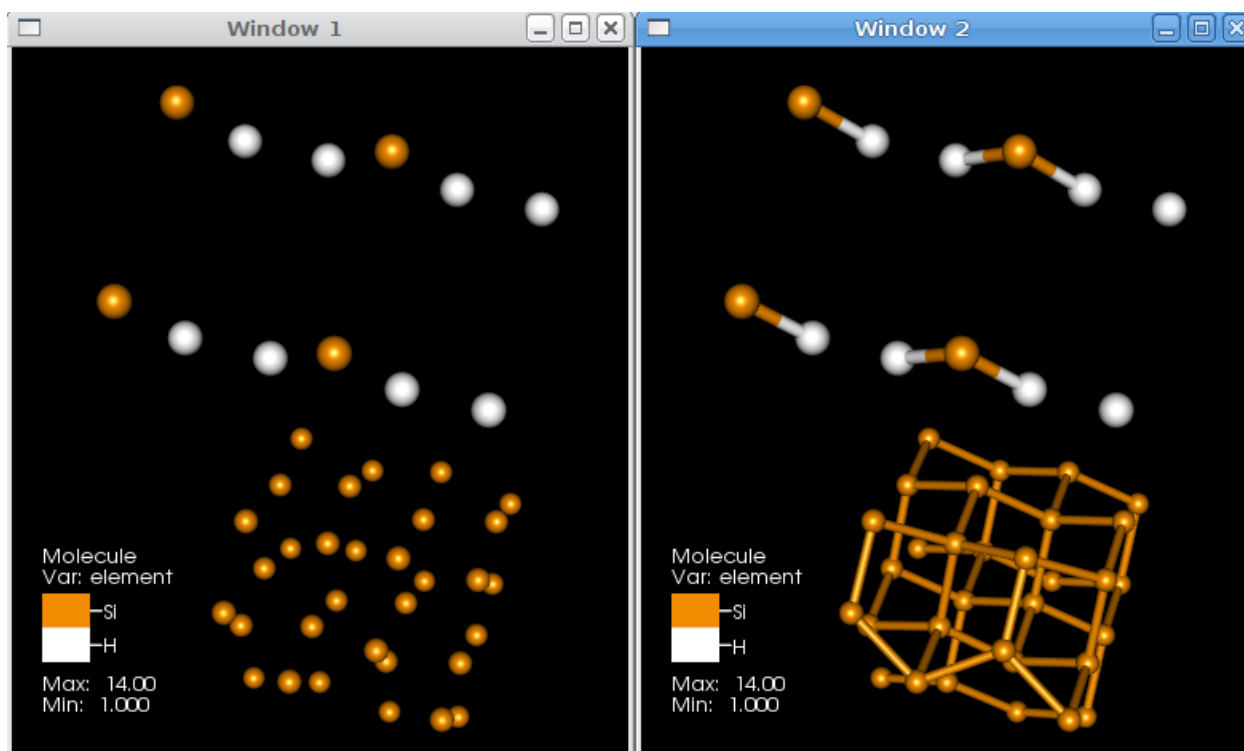 Window 1
Molecule
Var: element
Si
H
Max: 14.00
Min: 1.000
Window 2
Molecule
Var: element
Si
H
Max: 14.00
Min: 1.000